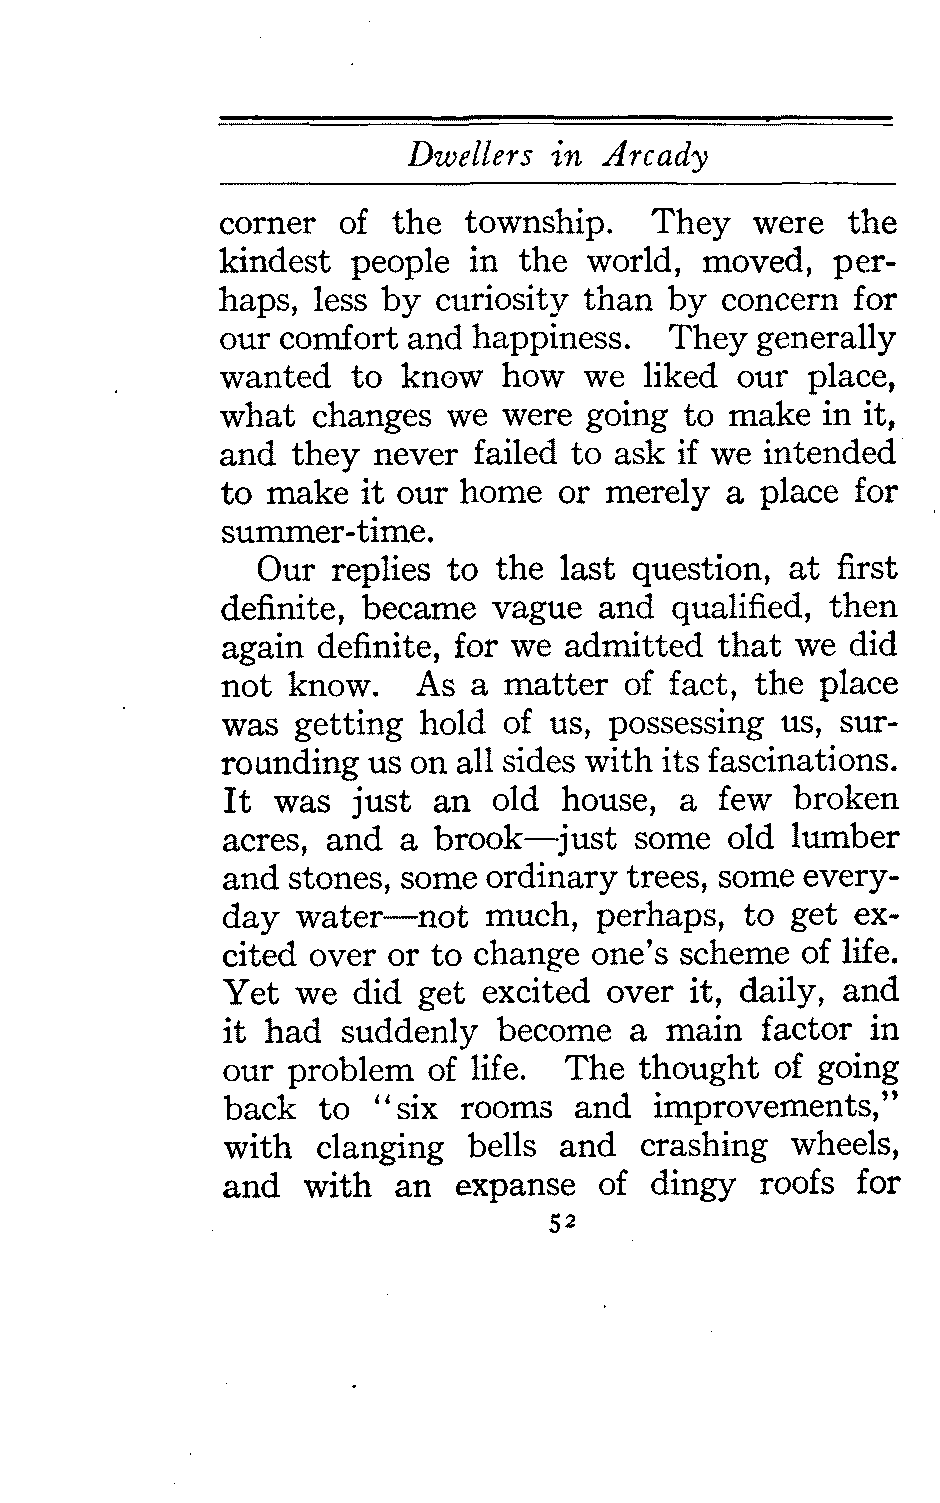 Dwellers in Arcady
corner of the township. They were the
kindest people in the world, moved, per-
haps, less by curiosity than by concern for
our comfort and happiness. They generally
wanted to know how we liked our place,
what changes we were going to make in it,
and they never failed to ask if we intended
to make it our home or merely a place for
summer-time.
Our replies to the last question, at first
definite, became vague and qualified, then
again definite, for we admitted that we did
not know. As a matter of fact, the place
was getting hold of us, possessing us, sur-
rounding us on all sides with its fascinations.
It was just an old house, a few broken
acres, and a brook—just some old lumber
and stones, some ordinary trees, some every-
day water—not much, perhaps, to get ex-
cited over or to change one's scheme of life.
Yet we did get excited over it, daily, and
it had suddenly become a main factor in
our problem of life. The thought of going
back to "six rooms and improvements,"
with clanging bells and crashing wheels,
and with an expanse of dingy roofs for
52